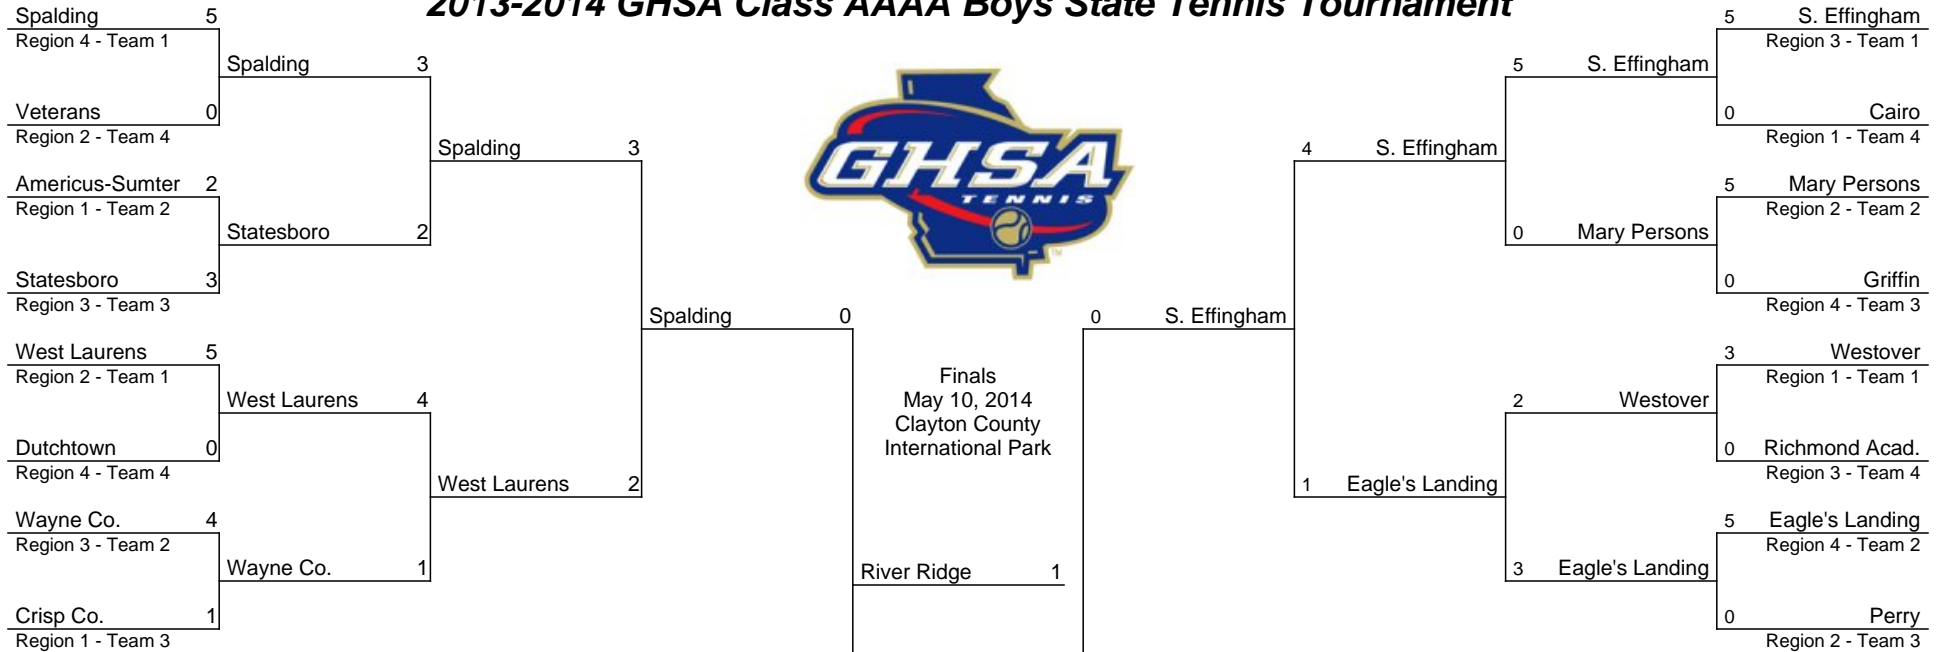 2013-2014 GHSA Class AAAA Boys State Tennis Tournament
Spalding 5
Region 4 - Team 1
Spalding 3
Veterans 0
Region 2 - Team 4
Spalding 3
Americus-Sumter 2
Region 1 - Team 2
Statesboro 2
Statesboro 3
Region 3 - Team 3
Spalding 0
West Laurens 5
Region 2 - Team 1
West Laurens 4
Dutchtown 0
Region 4 - Team 4
West Laurens 2
Wayne Co. 4
Region 3 - Team 2
Wayne Co. 1
Crisp Co. 1
Region 1 - Team 3
GHSA
TENNIS
TM
Finals
May 10, 2014
Clayton County
International Park
River Ridge 1
5 S. Effingham
Region 3 - Team 1
5 S. Effingham
0 Cairo
Region 1 - Team 4
4 S. Effingham
5 Mary Persons
Region 2 - Team 2
0 Mary Persons
0 Griffin
Region 4 - Team 3
0 S. Effingham
3 Westover
Region 1 - Team 1
2 Westover
0 Richmond Acad.
Region 3 - Team 4
1 Eagle's Landing
5 Eagle's Landing
Region 4 - Team 2
3 Eagle's Landing
0 Perry
Region 2 - Team 3